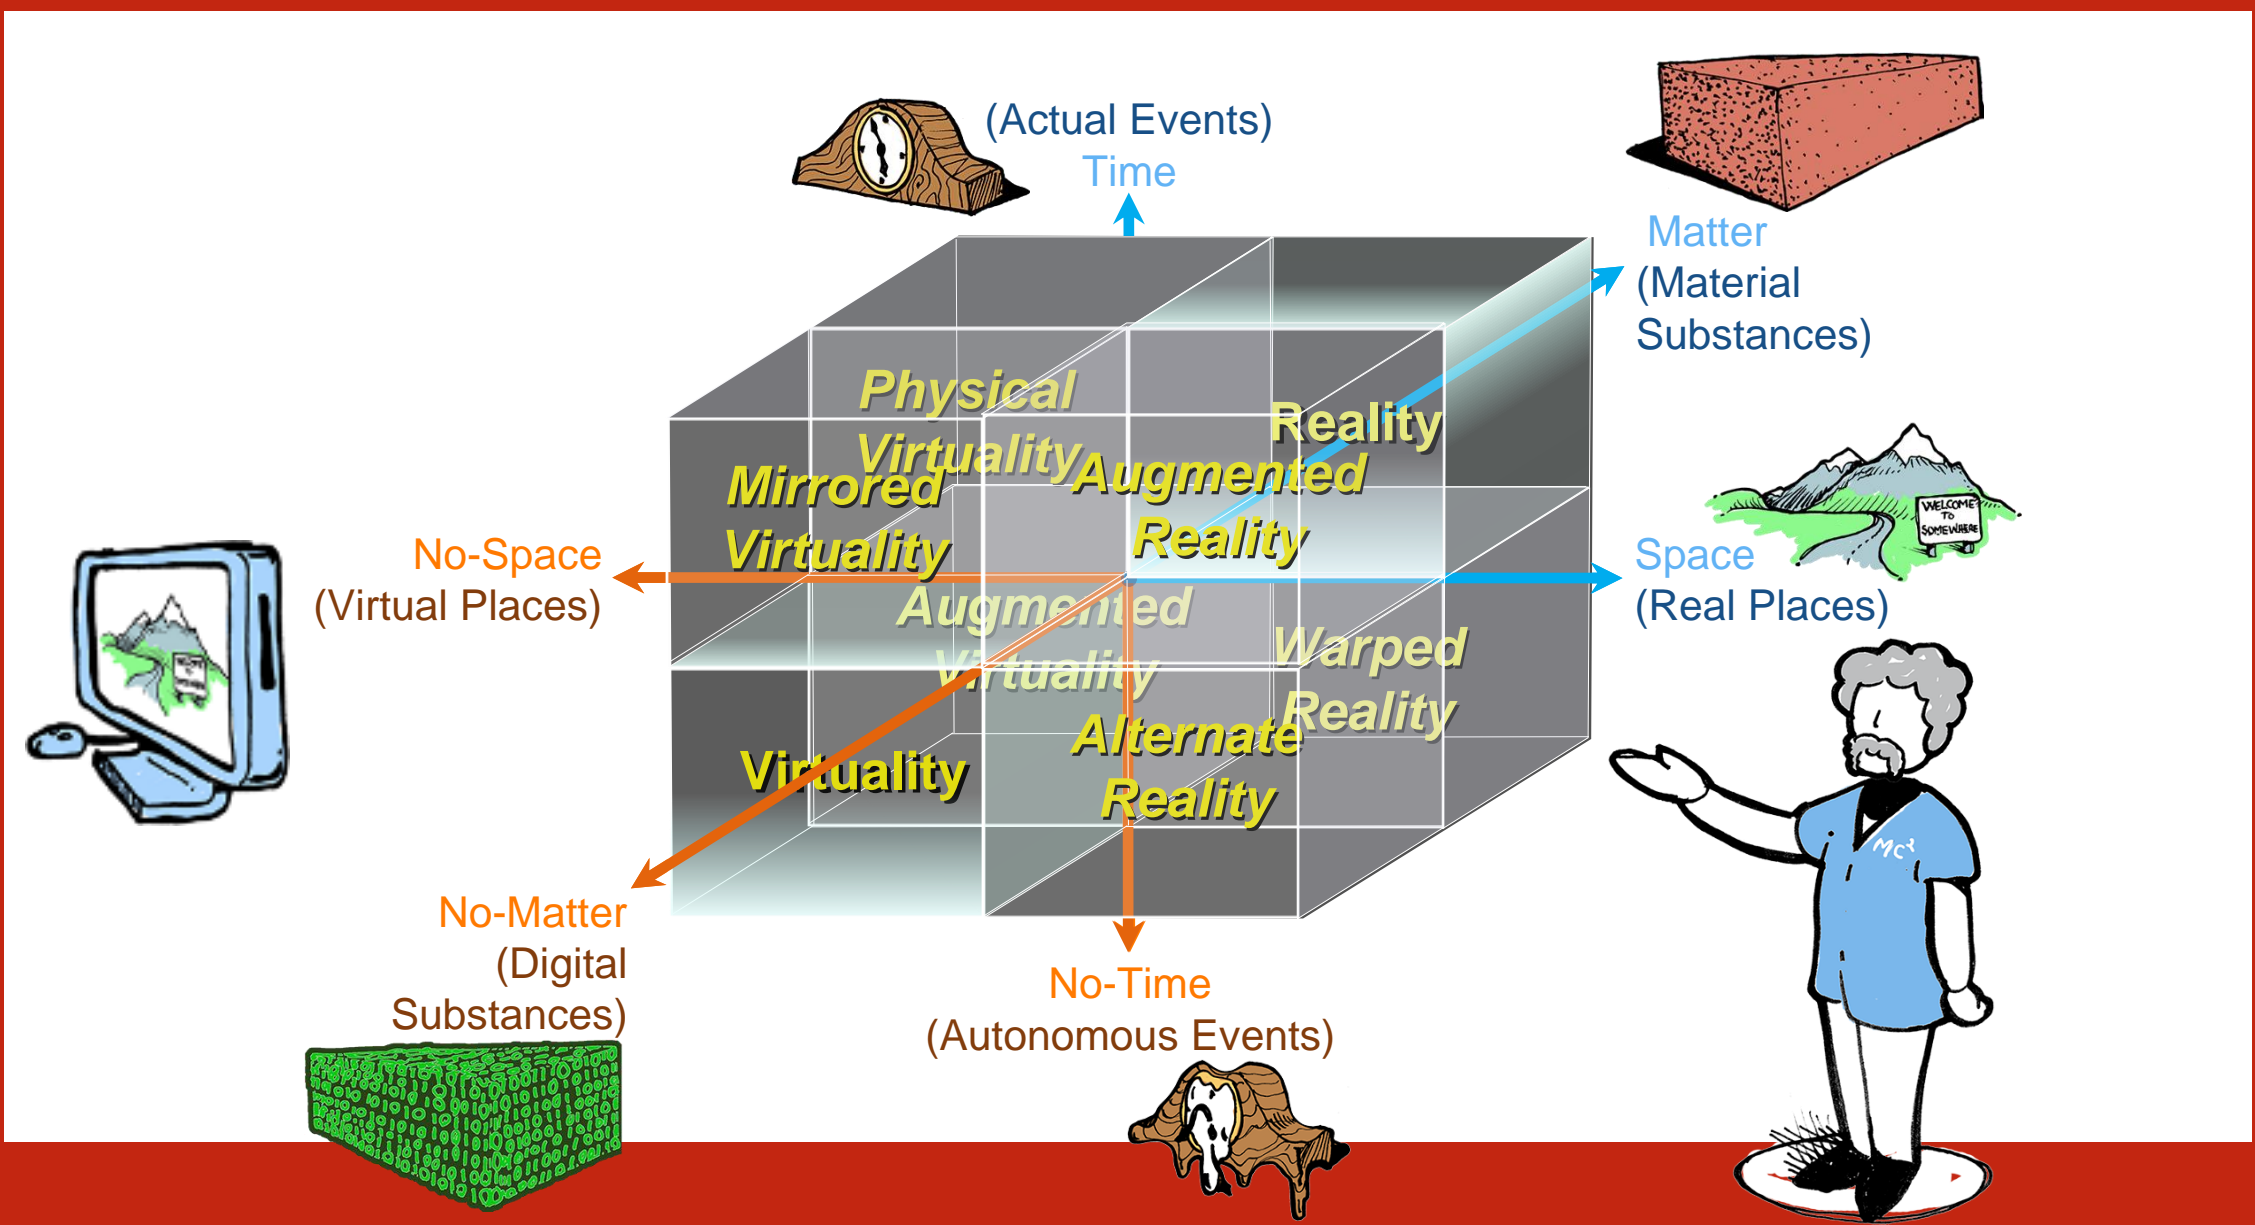 (Actual Events)
Time
Matter
(Material
Substances)
Physical
Virtuality
Reality
Mirrored
Virtuality
Augmented
Reality
WELCOME
TO
SOMEWHERE
No-Space
(Virtual Places)
Space
(Real Places)
Augmented
Virtuality
Warped
Reality
Alternate
Reality
Virtuality
MC²
No-Matter
(Digital
Substances)
No-Time
(Autonomous Events)